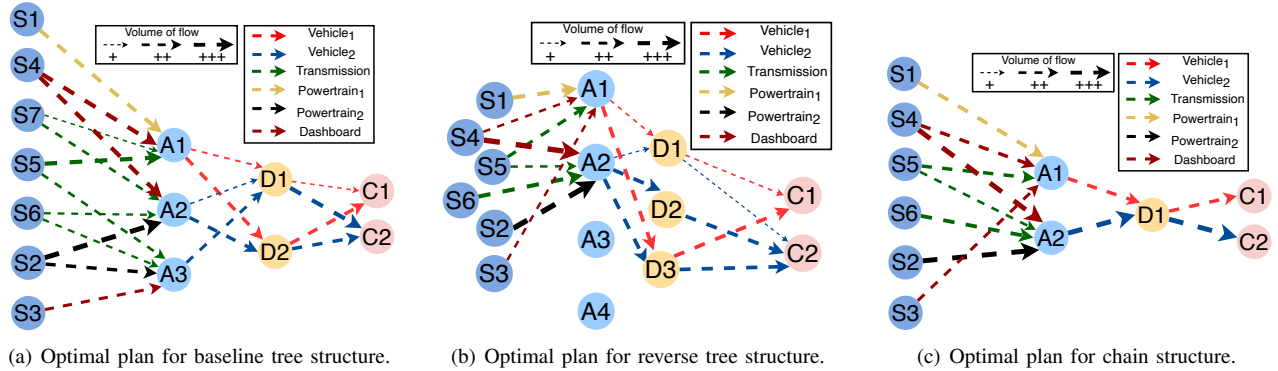 S1
S4
S7
S5
S6
S2
S3
A1
A2
A3
D1
D2
C1
C2
Volume of flow
+ ++ +++
Vehicle₁
Vehicle₂
Transmission
Powertrain₁
Powertrain₂
Dashboard
(a) Optimal plan for baseline tree structure.
S1
S4
S5
S6
S2
S3
A1
A2
A3
A4
D1
D2
D3
C1
C2
Volume of flow
+ ++ +++
Vehicle₁
Vehicle₂
Transmission
Powertrain₁
Powertrain₂
Dashboard
(b) Optimal plan for reverse tree structure.
S1
S4
S5
S6
S2
S3
A1
A2
D1
C1
C2
Volume of flow
+ ++ +++
Vehicle₁
Vehicle₂
Transmission
Powertrain₁
Powertrain₂
Dashboard
(c) Optimal plan for chain structure.